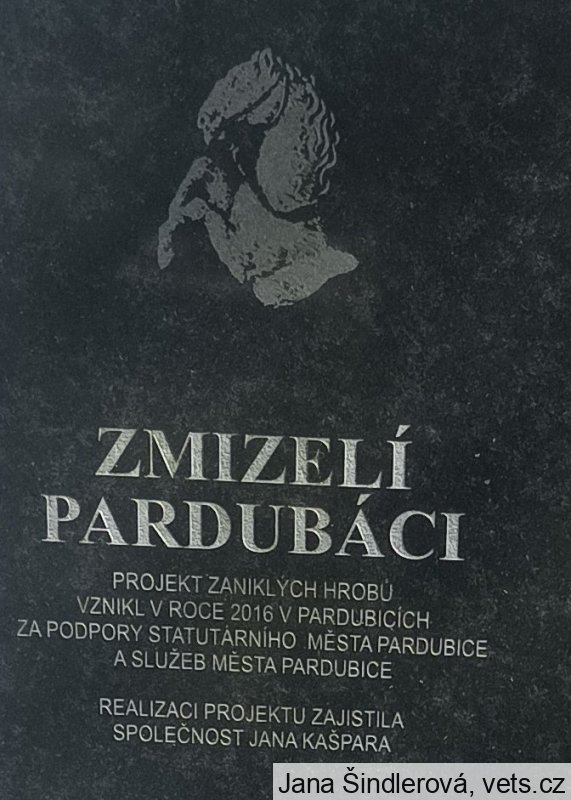 ZMIZELÍ
PARDUBÁCI
PROJEKT ZANIKLÝCH HROBŮ
VZNIKL V ROCE 2016 V PARDUBICÍCH
ZA PODPORY STATUTÁRNÍHO MĚSTA PARDUBICE
A SLUŽEB MĚSTA PARDUBICE
REALIZACI PROJEKTU ZAJISTILA
SPOLEČNOST JANA KAŠPARA
Jana Šindlerová, vets.cz